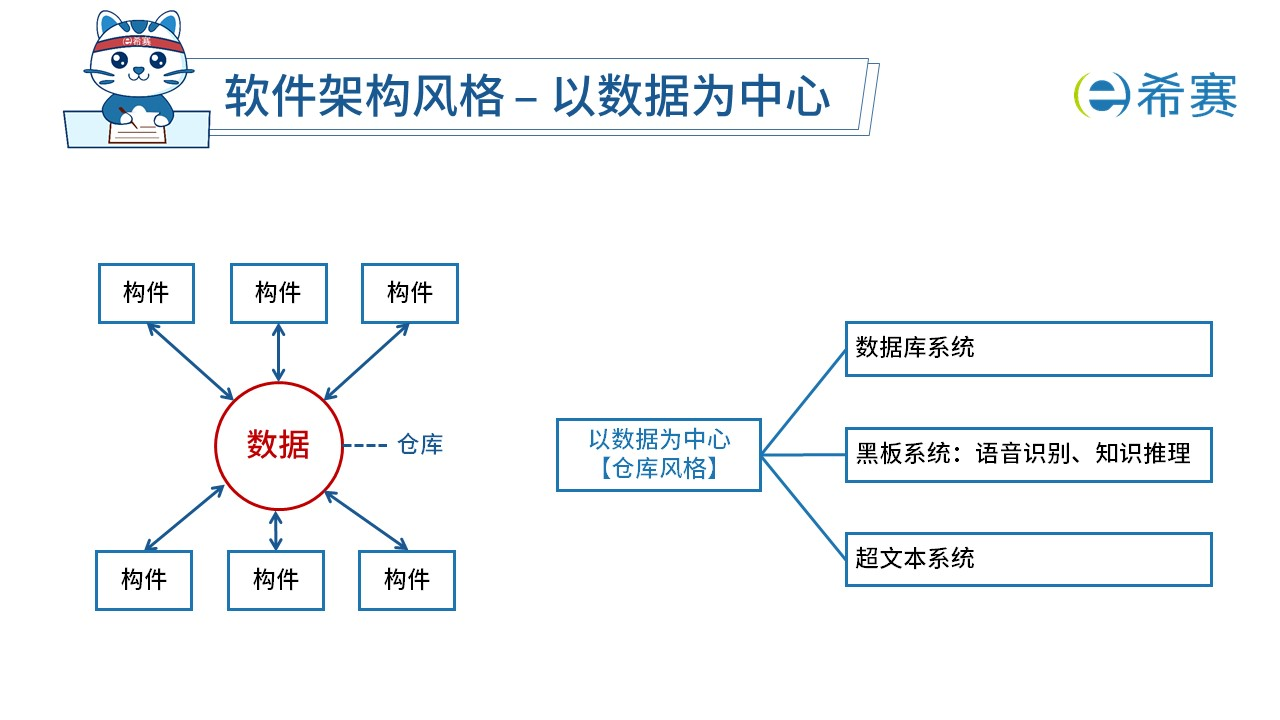 希赛
软件架构风格 – 以数据为中心
希赛
构件
构件
构件
数据
仓库
构件
构件
构件
以数据为中心
【仓库风格】
数据库系统
黑板系统：语音识别、知识推理
超文本系统